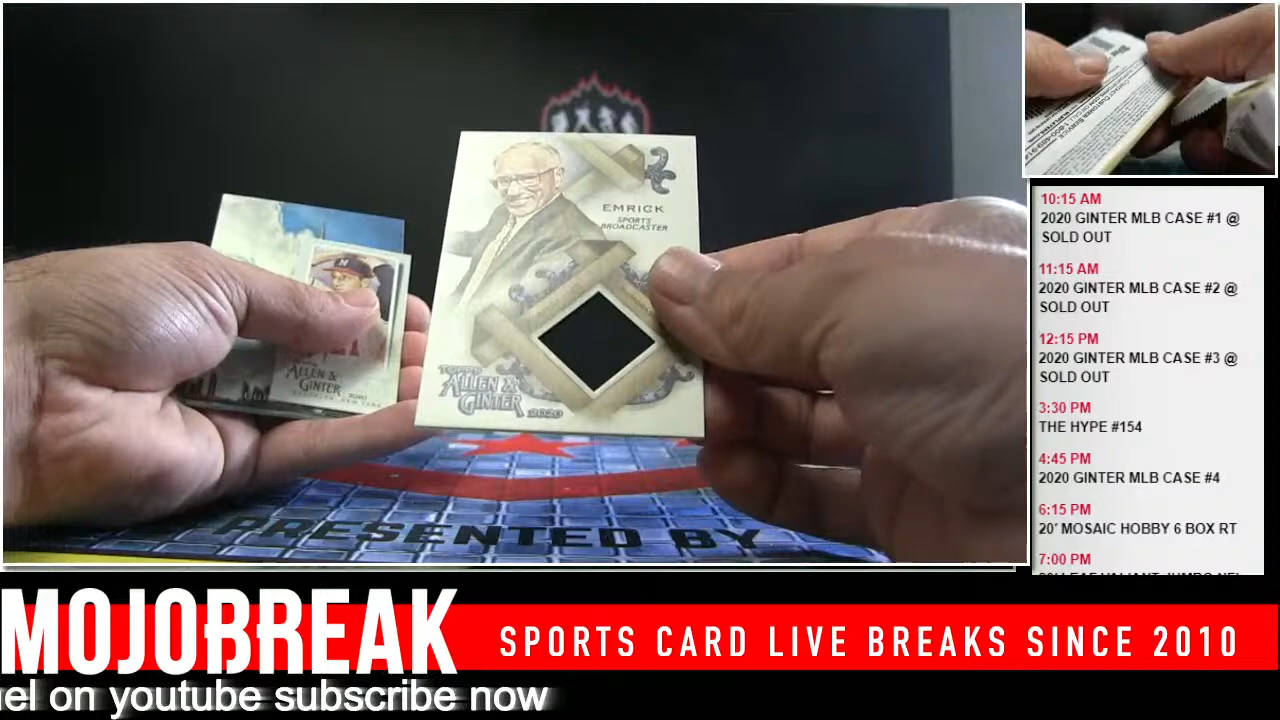 EMRICK
SPORTS
BROADCASTER
TOPPS
ALLEN &
GINTER
2020
N
ALLEN &
GINTER
2020
PRESENTED BY
10:15 AM
2020 GINTER MLB CASE #1 @
SOLD OUT
11:15 AM
2020 GINTER MLB CASE #2 @
SOLD OUT
12:15 PM
2020 GINTER MLB CASE #3 @
SOLD OUT
3:30 PM
THE HYPE #154
4:45 PM
2020 GINTER MLB CASE #4
6:15 PM
20' MOSAIC HOBBY 6 BOX RT
7:00 PM
MOJOBREAK
SPORTS CARD LIVE BREAKS SINCE 2010
nel on youtube subscribe now